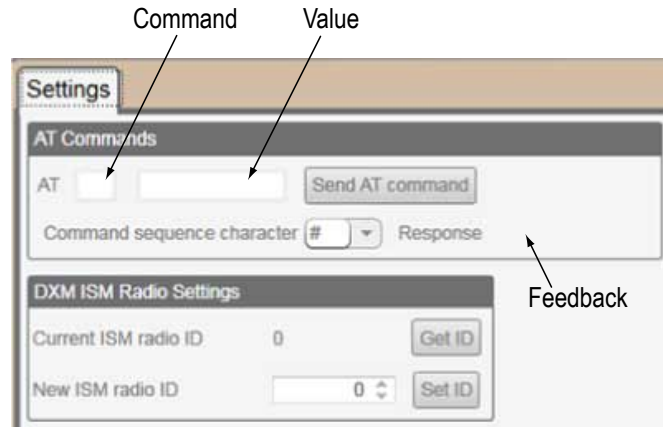 Command Value
Settings
AT Commands
AT Send AT command
Command sequence character # Response
Feedback
DXM ISM Radio Settings
Current ISM radio ID 0 Get ID
New ISM radio ID 0 Set ID